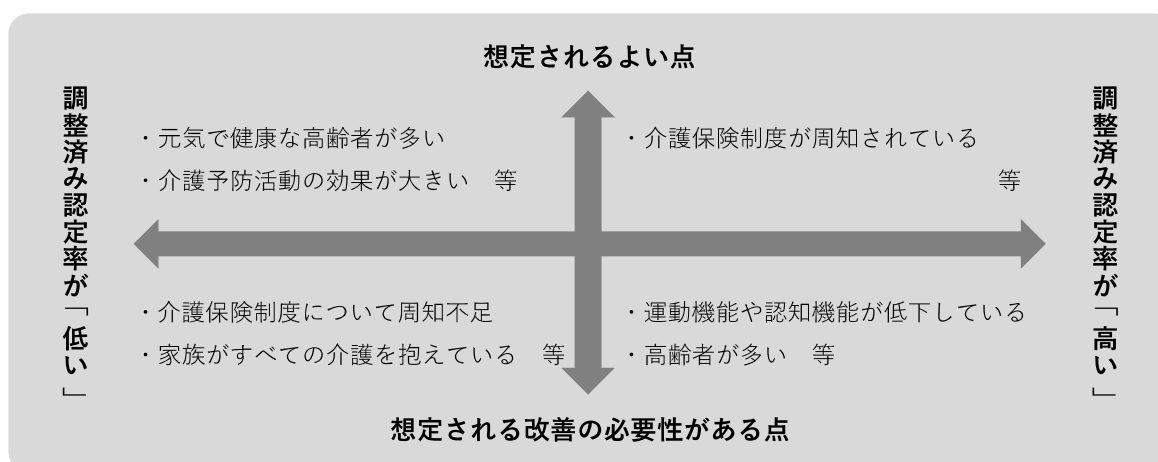 想定されるよい点
調整済み認定率が「低い」
・元気で健康な高齢者が多い
・介護予防活動の効果が大きい　等
・介護保険制度が周知されている
等
調整済み認定率が「高い」
・介護保険制度について周知不足
・家族がすべての介護を抱えている　等
・運動機能や認知機能が低下している
・高齢者が多い　等
想定される改善の必要性がある点